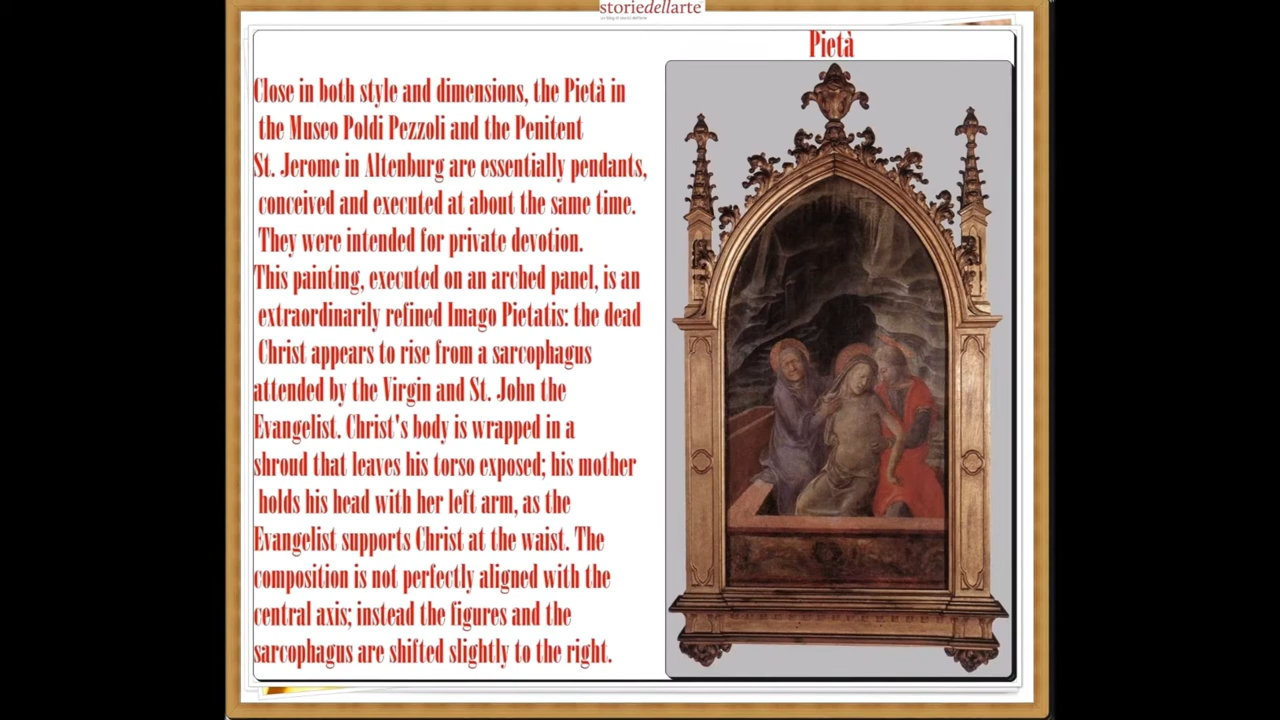 storiedellarte
un blog di storici dell'arte
Pietà
Close in both style and dimensions, the Pietà in
the Museo Poldi Pezzoli and the Penitent
St. Jerome in Altenburg are essentially pendants,
conceived and executed at about the same time.
They were intended for private devotion.
This painting, executed on an arched panel, is an
extraordinarily refined Imago Pietatis: the dead
Christ appears to rise from a sarcophagus
attended by the Virgin and St. John the
Evangelist. Christ's body is wrapped in a
shroud that leaves his torso exposed; his mother
holds his head with her left arm, as the
Evangelist supports Christ at the waist. The
composition is not perfectly aligned with the
central axis; instead the figures and the
sarcophagus are shifted slightly to the right.